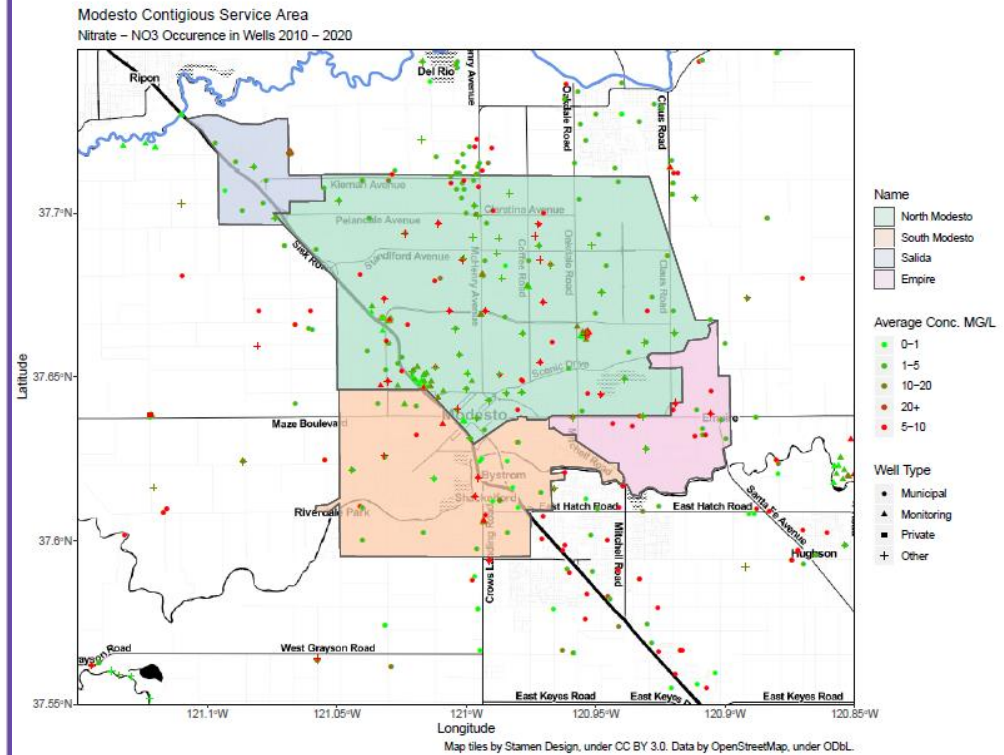 Modesto Contigious Service Area
Nitrate – NO3 Occurence in Wells 2010 – 2020
Ripon
Del Rio
nry Avenue
Oakdale Road
Claus Road
Kiernan Avenue
Pelandale Avenue
Claratina Avenue
Standiford Avenue
Sisk Ro
McHenry Avenue
Coffee Road
Oakdale Road
Claus Road
Scenic Drive
Modesto
Empire
Maze Boulevard
Mitchell Road
Bystrom
Shackelford
Riverdale Park
East Hatch Road
East Hatch Road
Santa Fe Avenue
Hughson
Mitchell Road
Crows Landing Road
West Grayson Road
ayson Road
East Keyes Road
East Keyes
East Keyes Road
37.7°N
37.65°N
37.6°N
37.55°N
121.1°W
121.05°W
121°W
120.95°W
120.9°W
120.85°W
Latitude
Longitude
Name
North Modesto
South Modesto
Salida
Empire
Average Conc. MG/L
0–1
1–5
10–20
20+
5–10
Well Type
Municipal
Monitoring
Private
Other
Map tiles by Stamen Design, under CC BY 3.0. Data by OpenStreetMap, under ODbL.